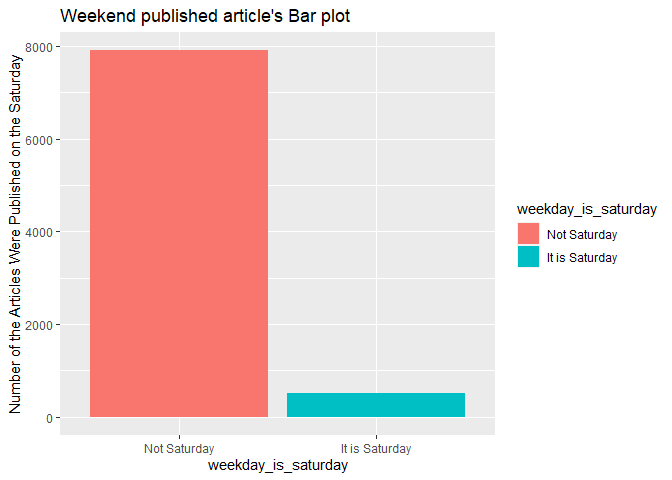 Weekend published article's Bar plot
Number of the Articles Were Published on the Saturday
8000
6000
4000
2000
0
Not Saturday
It is Saturday
weekday_is_saturday
weekday_is_saturday
Not Saturday
It is Saturday